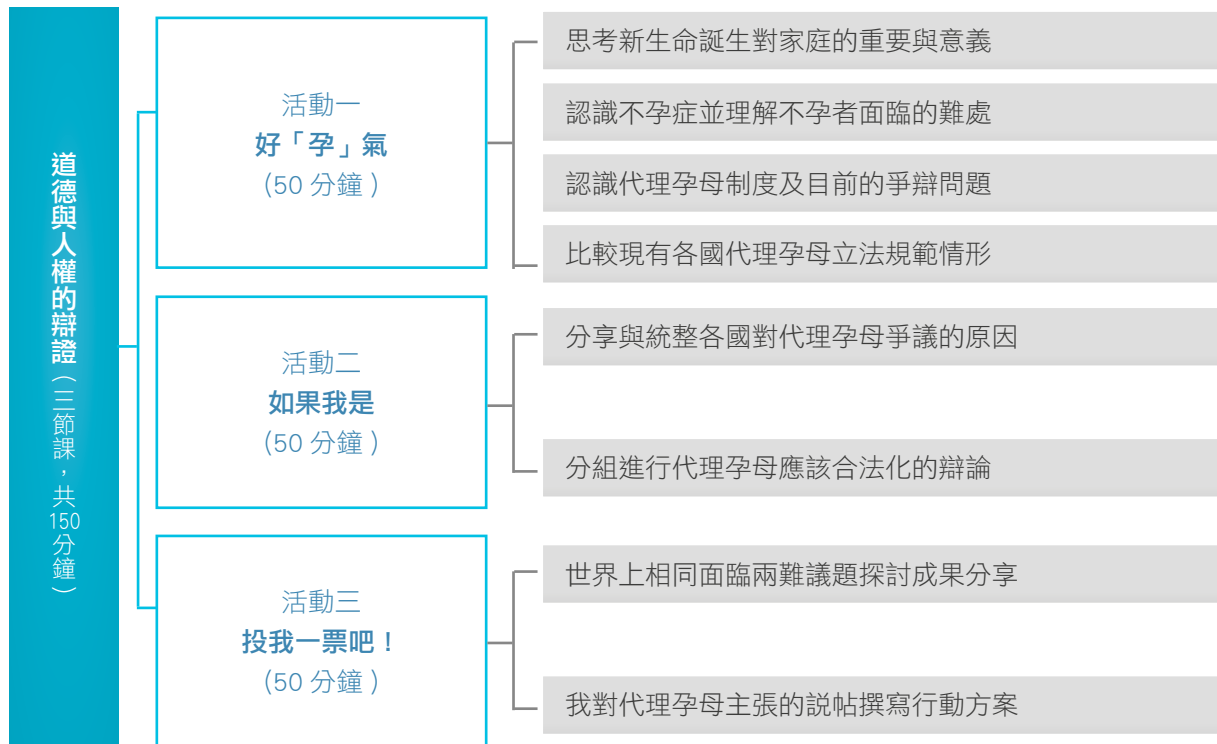 道德與人權的辯證（三節課，共150分鐘）
活動一
好「孕」氣
（50 分鐘）
思考新生命誕生對家庭的重要與意義
認識不孕症並理解不孕者面臨的難處
認識代理孕母制度及目前的爭辯問題
比較現有各國代理孕母立法規範情形
活動二
如果我是
（50 分鐘）
分享與統整各國對代理孕母爭議的原因
分組進行代理孕母應該合法化的辯論
活動三
投我一票吧！
（50 分鐘）
世界上相同面臨兩難議題探討成果分享
我對代理孕母主張的説帖撰寫行動方案